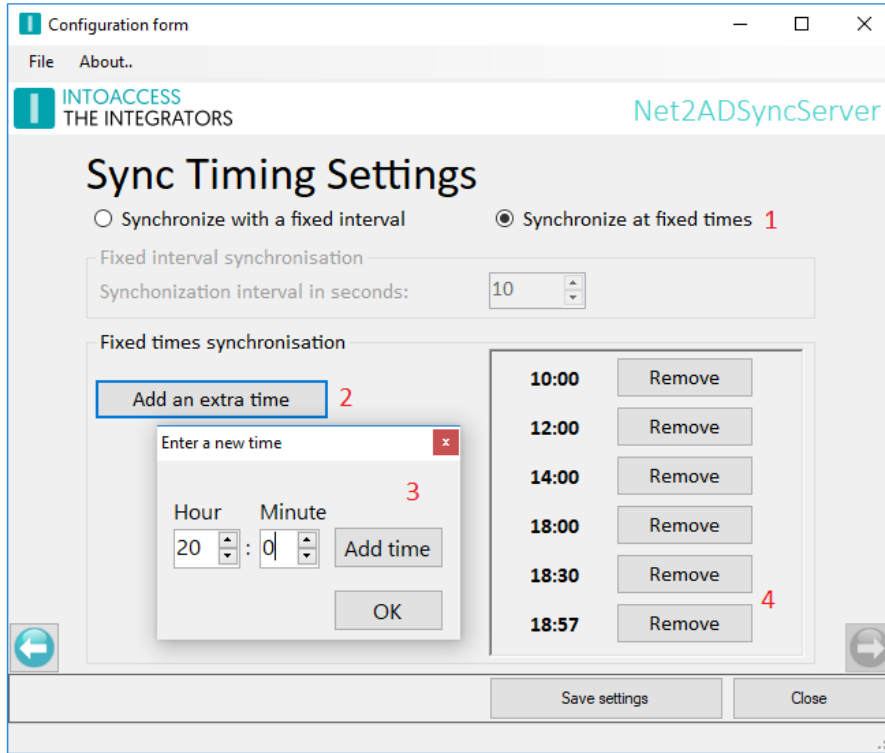 Configuration form
File About..
INTOACCESS
THE INTEGRATORS
Net2ADSyncServer
Sync Timing Settings
Synchronize with a fixed interval
Synchronize at fixed times 1
Fixed interval synchronisation
Synchonization interval in seconds: 10
Fixed times synchronisation
Add an extra time 2
Enter a new time x
3
Hour Minute
20 : 0 Add time
OK
10:00 Remove
12:00 Remove
14:00 Remove
18:00 Remove
18:30 Remove
18:57 Remove
4
Save settings Close